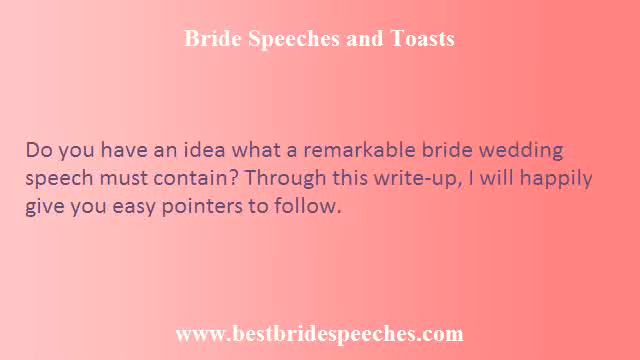 Bride Speeches and Toasts
Do you have an idea what a remarkable bride wedding
speech must contain? Through this write-up, I will happily
give you easy pointers to follow.
www.bestbridespeeches.com